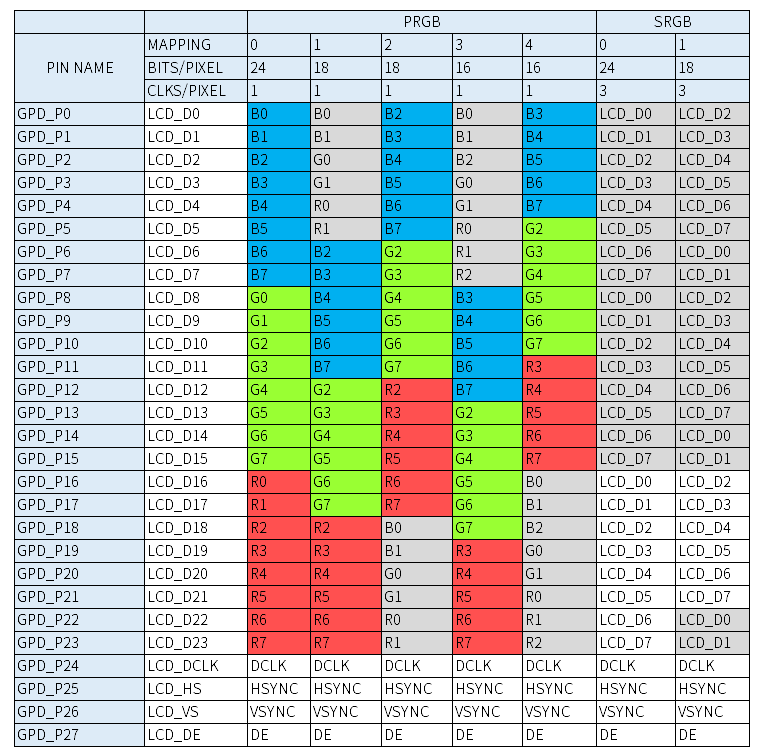 PRGB SRGB
PIN NAME
MAPPING 0 1 2 3 4 0 1
BITS/PIXEL 24 18 18 16 16 24 18
CLKS/PIXEL 1 1 1 1 1 3 3
GPD_P0 LCD_D0 B0 B0 B2 B0 B3 LCD_D0 LCD_D2
GPD_P1 LCD_D1 B1 B1 B3 B1 B4 LCD_D1 LCD_D3
GPD_P2 LCD_D2 B2 G0 B4 B2 B5 LCD_D2 LCD_D4
GPD_P3 LCD_D3 B3 G1 B5 G0 B6 LCD_D3 LCD_D5
GPD_P4 LCD_D4 B4 R0 B6 G1 B7 LCD_D4 LCD_D6
GPD_P5 LCD_D5 B5 R1 B7 R0 G2 LCD_D5 LCD_D7
GPD_P6 LCD_D6 B6 B2 G2 R1 G3 LCD_D6 LCD_D0
GPD_P7 LCD_D7 B7 B3 G3 R2 G4 LCD_D7 LCD_D1
GPD_P8 LCD_D8 G0 B4 G4 B3 G5 LCD_D0 LCD_D2
GPD_P9 LCD_D9 G1 B5 G5 B4 G6 LCD_D1 LCD_D3
GPD_P10 LCD_D10 G2 B6 G6 B5 G7 LCD_D2 LCD_D4
GPD_P11 LCD_D11 G3 B7 G7 B6 R3 LCD_D3 LCD_D5
GPD_P12 LCD_D12 G4 G2 R2 B7 R4 LCD_D4 LCD_D6
GPD_P13 LCD_D13 G5 G3 R3 G2 R5 LCD_D5 LCD_D7
GPD_P14 LCD_D14 G6 G4 R4 G3 R6 LCD_D6 LCD_D0
GPD_P15 LCD_D15 G7 G5 R5 G4 R7 LCD_D7 LCD_D1
GPD_P16 LCD_D16 R0 G6 R6 G5 B0 LCD_D0 LCD_D2
GPD_P17 LCD_D17 R1 G7 R7 G6 B1 LCD_D1 LCD_D3
GPD_P18 LCD_D18 R2 R2 B0 G7 B2 LCD_D2 LCD_D4
GPD_P19 LCD_D19 R3 R3 B1 R3 G0 LCD_D3 LCD_D5
GPD_P20 LCD_D20 R4 R4 G0 R4 G1 LCD_D4 LCD_D6
GPD_P21 LCD_D21 R5 R5 G1 R5 R0 LCD_D5 LCD_D7
GPD_P22 LCD_D22 R6 R6 R0 R6 R1 LCD_D6 LCD_D0
GPD_P23 LCD_D23 R7 R7 R1 R7 R2 LCD_D7 LCD_D1
GPD_P24 LCD_DCLK DCLK DCLK DCLK DCLK DCLK DCLK DCLK
GPD_P25 LCD_HS HSYNC HSYNC HSYNC HSYNC HSYNC HSYNC HSYNC
GPD_P26 LCD_VS VSYNC VSYNC VSYNC VSYNC VSYNC VSYNC VSYNC
GPD_P27 LCD_DE DE DE DE DE DE DE DE